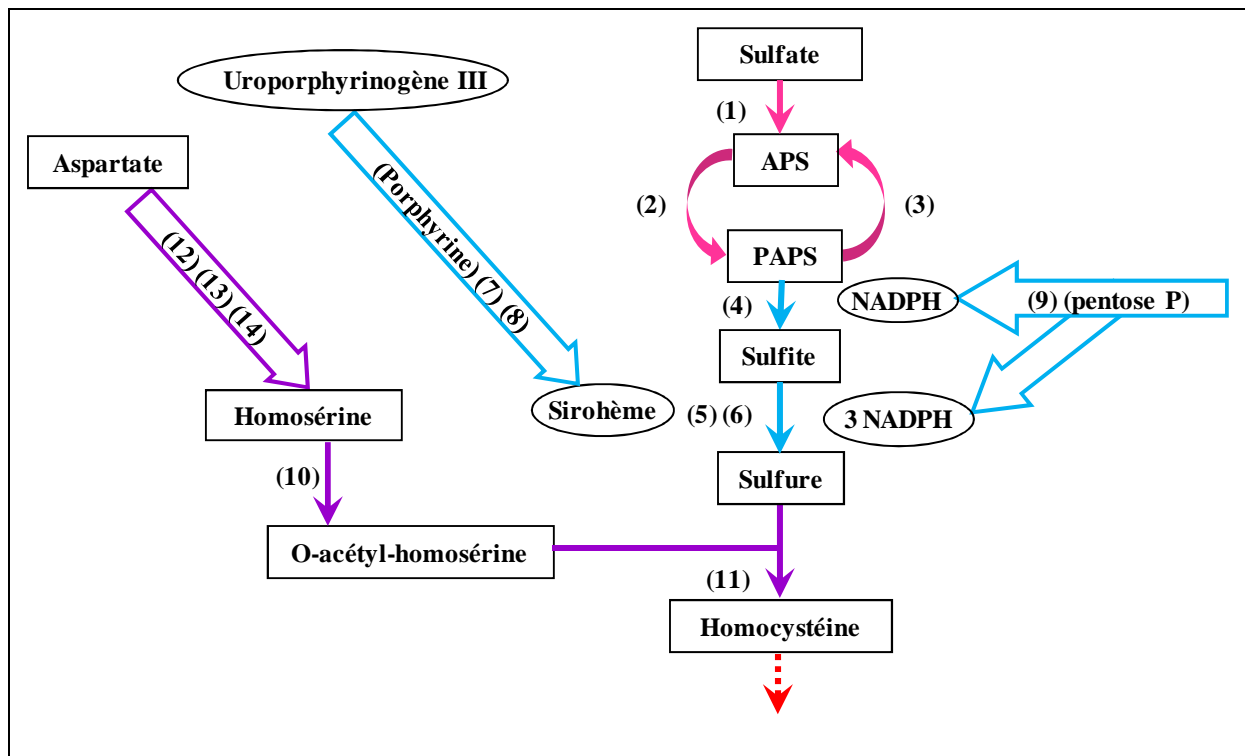 Sulfate
Uroporphyrinogène III
(1)
Aspartate
APS
(Porphyrine) (7) (8)
(2)
(3)
(12) (13) (14)
PAPS
NADPH
(9) (pentose P)
(4)
Sulfite
Homosérine
Sirohème
(5) (6)
3 NADPH
(10)
Sulfure
O-acétyl-homosérine
(11)
Homocystéine